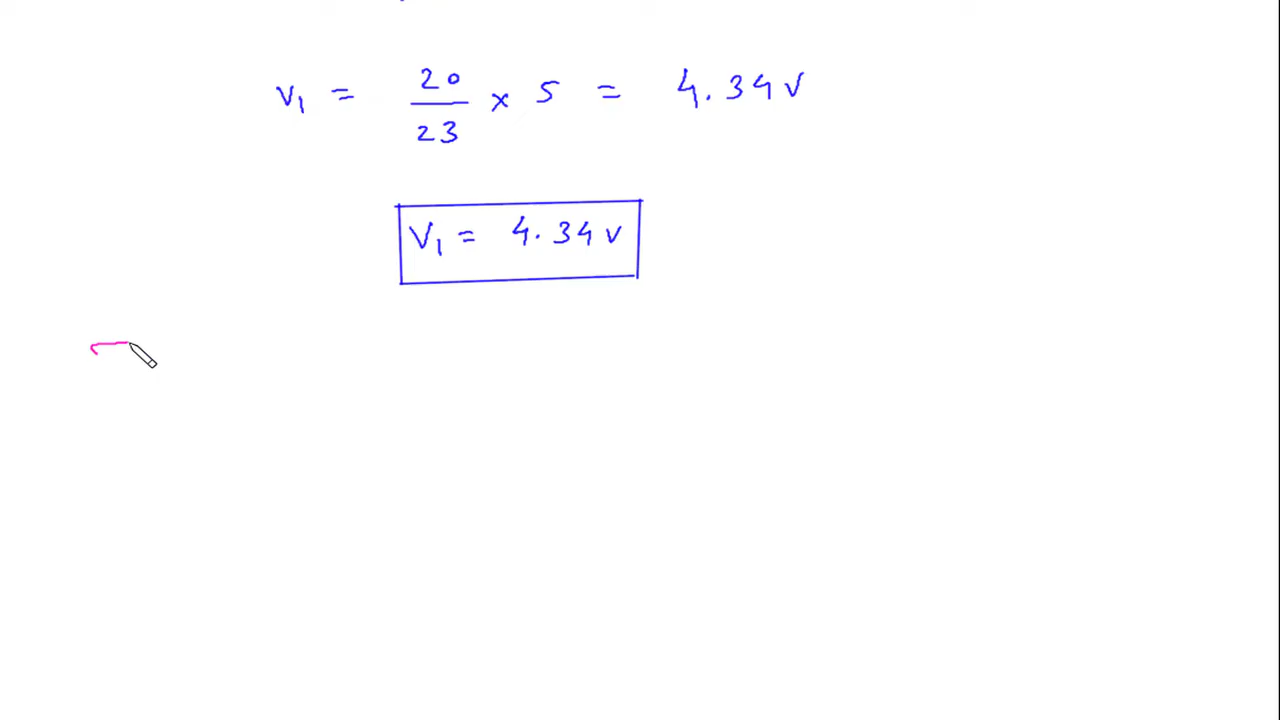 V₁ = 20/23 × 5 = 4.34 V
V₁ = 4.34 V